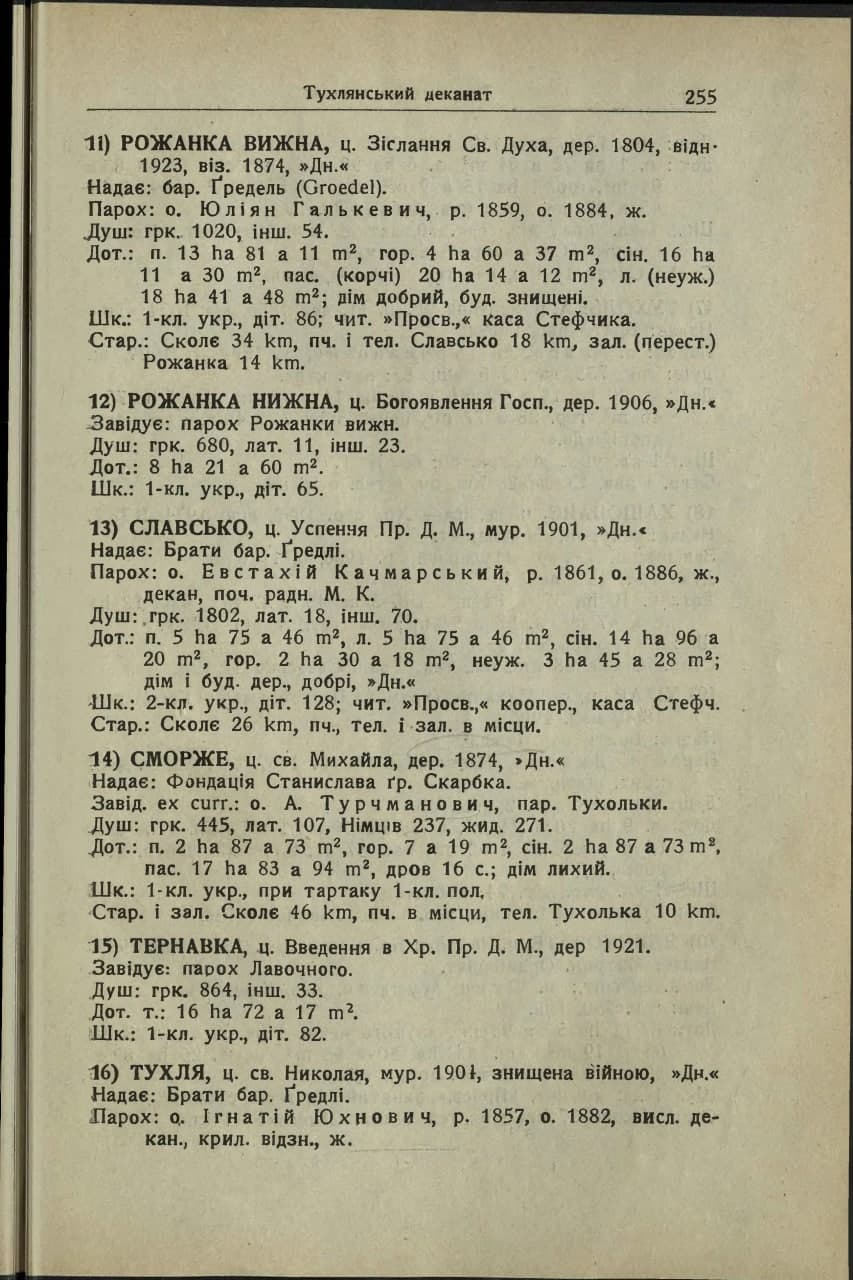 Тухлянський деканат 255
11) РОЖАНКА ВИЖНА, ц. Зіслання Св. Духа, дер. 1804, відн·
1923, віз. 1874, »Дн.«
Надає: бар. Ґредель (Groedel).
Парох: о. Юліян Галькевич, р. 1859, о. 1884, ж.
Душ: грк. 1020, інш. 54.
Дот.: п. 13 ha 81 a 11 m², гор. 4 ha 60 a 37 m², сін. 16 ha
11 a 30 m², пас. (корчі) 20 ha 14 a 12 m², л. (неуж.)
18 ha 41 a 48 m²; дім добрий, буд. знищені.
Шк.: 1-кл. укр., діт. 86; чит. »Просв.,« каса Стефчика.
Стар.: Сколє 34 km, пч. і тел. Славсько 18 km, зал. (перест.)
Рожанка 14 km.
12) РОЖАНКА НИЖНА, ц. Богоявлення Госп., дер. 1906, »Дн.«
Завідує: парох Рожанки вижн.
Душ: грк. 680, лат. 11, інш. 23.
Дот.: 8 ha 21 a 60 m².
Шк.: 1-кл. укр., діт. 65.
13) СЛАВСЬКО, ц. Успення Пр. Д. М., мур. 1901, »Дн.«
Надає: Брати бар. Ґредлі.
Парох: о. Евстахій Качмарський, р. 1861, о. 1886, ж.,
декан, поч. радн. М. К.
Душ: грк. 1802, лат. 18, інш. 70.
Дот.: п. 5 ha 75 a 46 m², л. 5 ha 75 a 46 m², сін. 14 ha 96 a
20 m², гор. 2 ha 30 a 18 m², неуж. 3 ha 45 a 28 m²;
дім і буд. дер., добрі, »Дн.«
Шк.: 2-кл. укр., діт. 128; чит. »Просв.,« коопер., каса Стефч.
Стар.: Сколє 26 km, пч., тел. і зал. в місци.
14) СМОРЖЕ, ц. св. Михайла, дер. 1874, »Дн.«
Надає: Фондація Станислава ґр. Скарбка.
Завід. ex curr.: о. А. Турчманович, пар. Тухольки.
Душ: грк. 445, лат. 107, Німців 237, жид. 271.
Дот.: п. 2 ha 87 a 73 m², гор. 7 a 19 m², сін. 2 ha 87 a 73 m²,
пас. 17 ha 83 a 94 m², дров 16 с.; дім лихий.
Шк.: 1-кл. укр., при тартаку 1-кл. пол.
Стар. і зал. Сколє 46 km, пч. в місци, тел. Тухолька 10 km.
15) ТЕРНАВКА, ц. Введення в Хр. Пр. Д. М., дер 1921.
Завідує: парох Лавочного.
Душ: грк. 864, інш. 33.
Дот. т.: 16 ha 72 a 17 m².
Шк.: 1-кл. укр., діт. 82.
16) ТУХЛЯ, ц. св. Николая, мур. 1901, знищена війною, »Дн.«
Надає: Брати бар. Ґредлі.
Парох: о. Ігнатій Юхнович, р. 1857, о. 1882, висл. де-
кан., крил. відзн., ж.